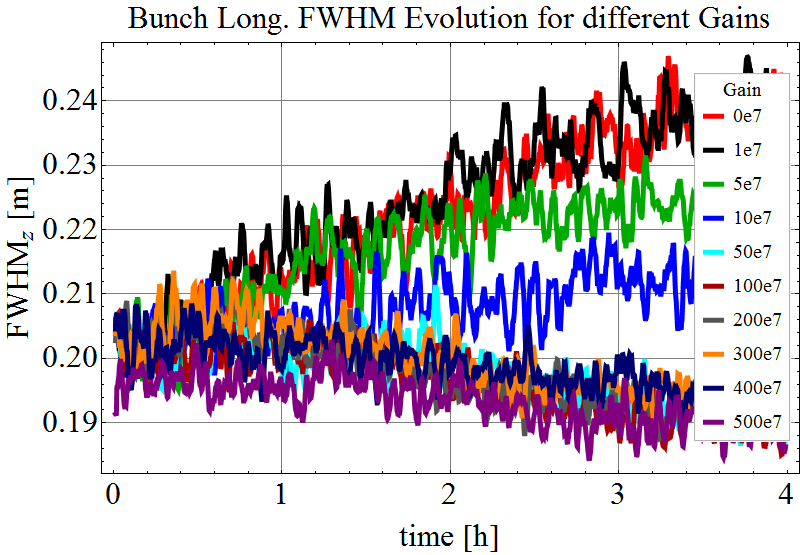 Bunch Long. FWHM Evolution for different Gains
FWHMz [m]
0.24
0.23
0.22
0.21
0.20
0.19
0 1 2 3 4
time [h]
Gain
0e7
1e7
5e7
10e7
50e7
100e7
200e7
300e7
400e7
500e7